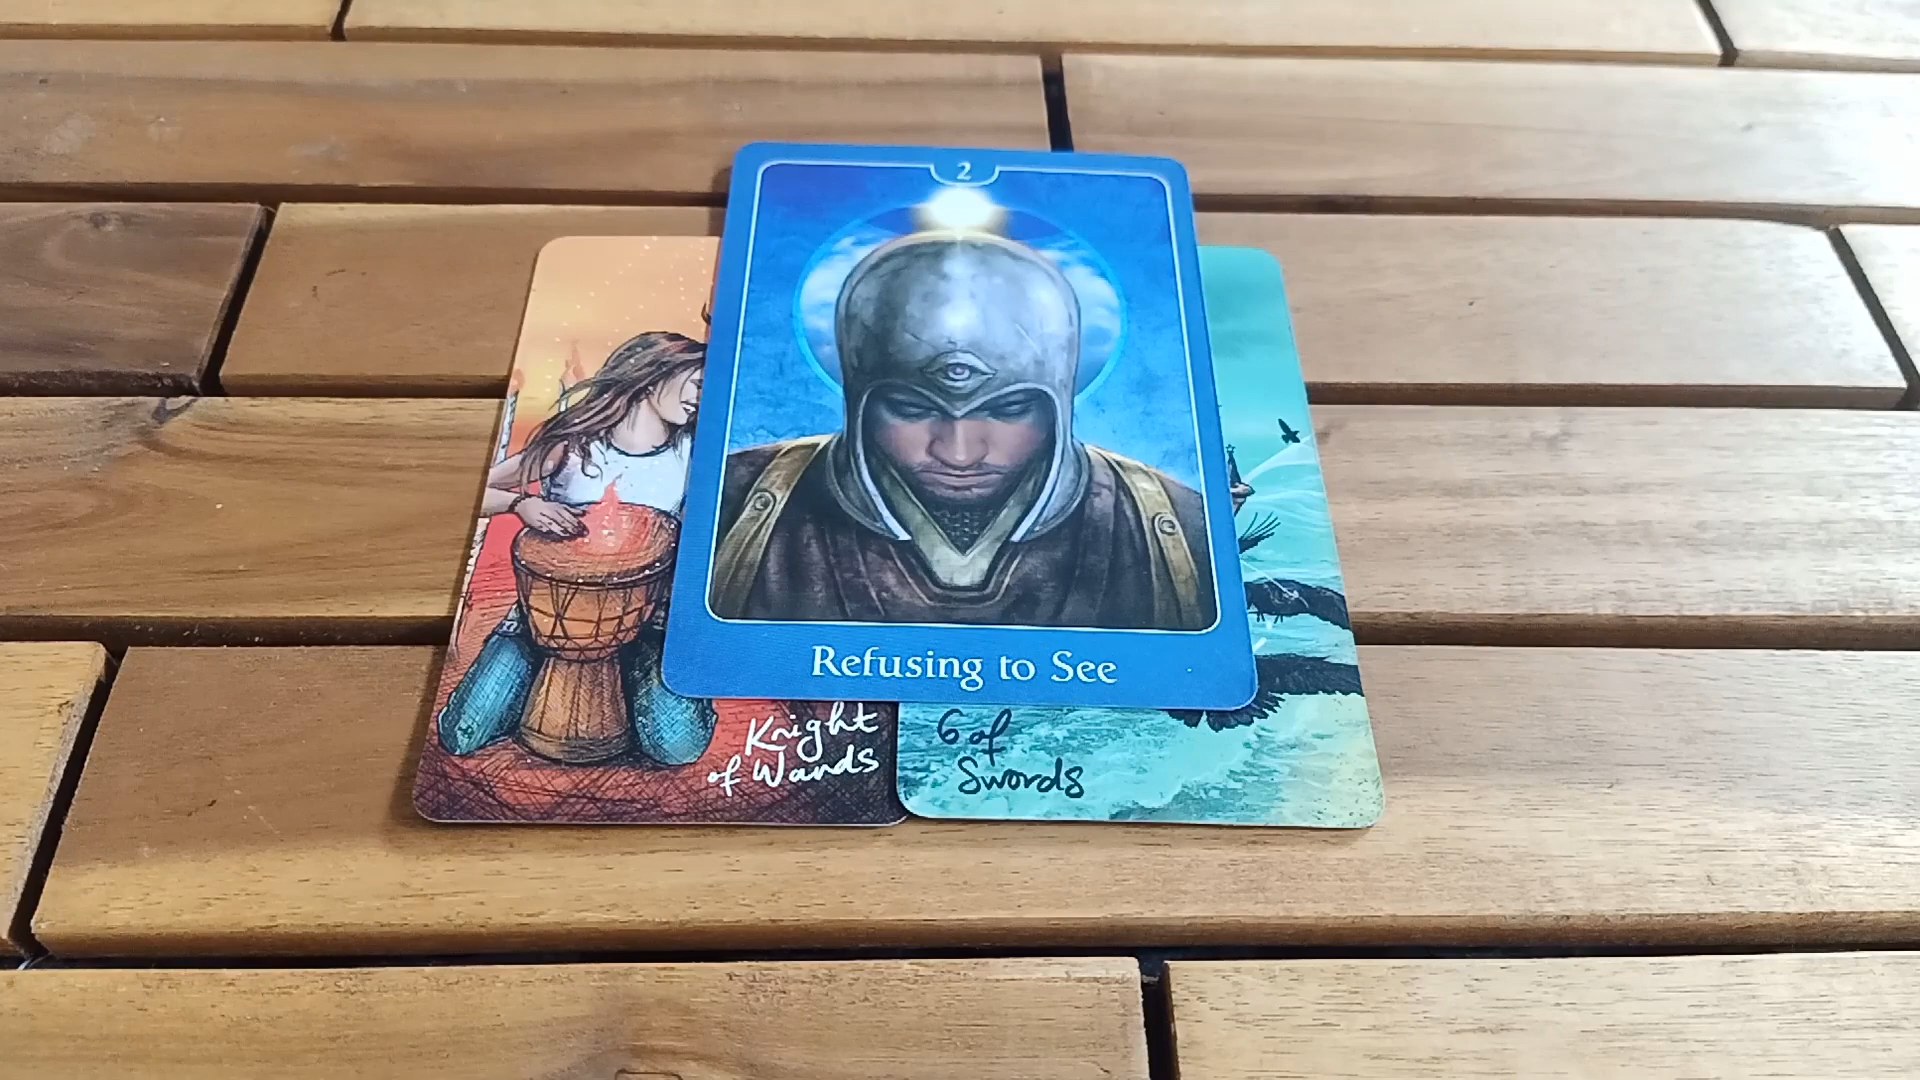 2
Refusing to See
Knight
of Wands
6 of
Swords